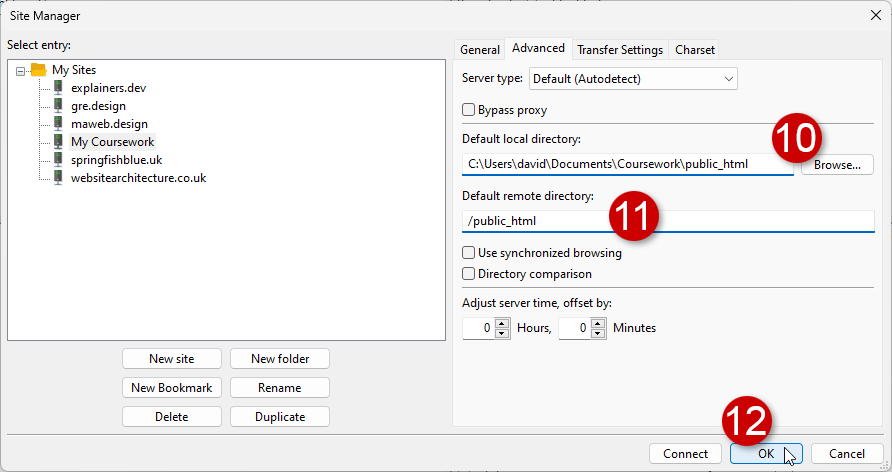 Site Manager
Select entry:
My Sites
explainers.dev
gre.design
maweb.design
My Coursework
springfishblue.uk
websitearchitecture.co.uk
New site New folder
New Bookmark Rename
Delete Duplicate
General Advanced Transfer Settings Charset
Server type: Default (Autodetect)
Bypass proxy
Default local directory:
10
C:\Users\david\Documents\Coursework\public_html Browse...
Default remote directory:
11
/public_html
Use synchronized browsing
Directory comparison
Adjust server time, offset by:
0 Hours, 0 Minutes
12
Connect OK Cancel